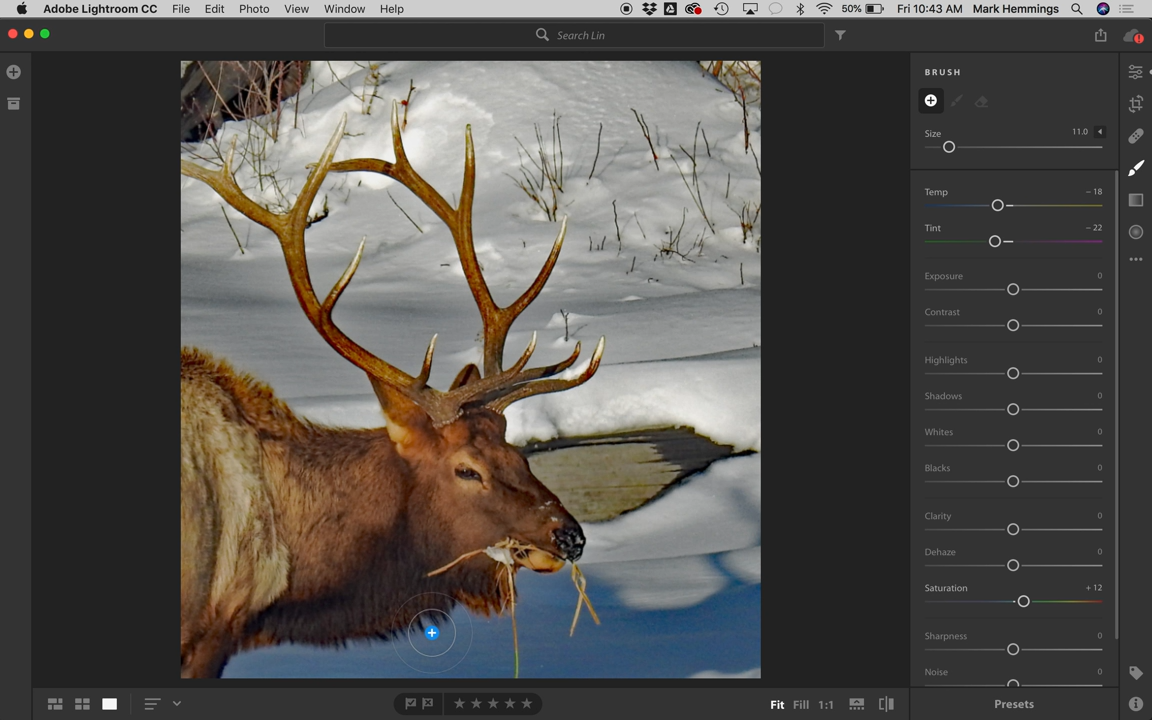 Adobe Lightroom CC File Edit Photo View Window Help 50% Fri 10:43 AM Mark Hemmings
Search Lin
BRUSH
Size 11.0
Temp – 18
Tint – 22
Exposure 0
Contrast 0
Highlights 0
Shadows 0
Whites 0
Blacks 0
Clarity 0
Dehaze 0
Saturation + 12
Sharpness 0
Noise 0
Fit Fill 1:1 Presets